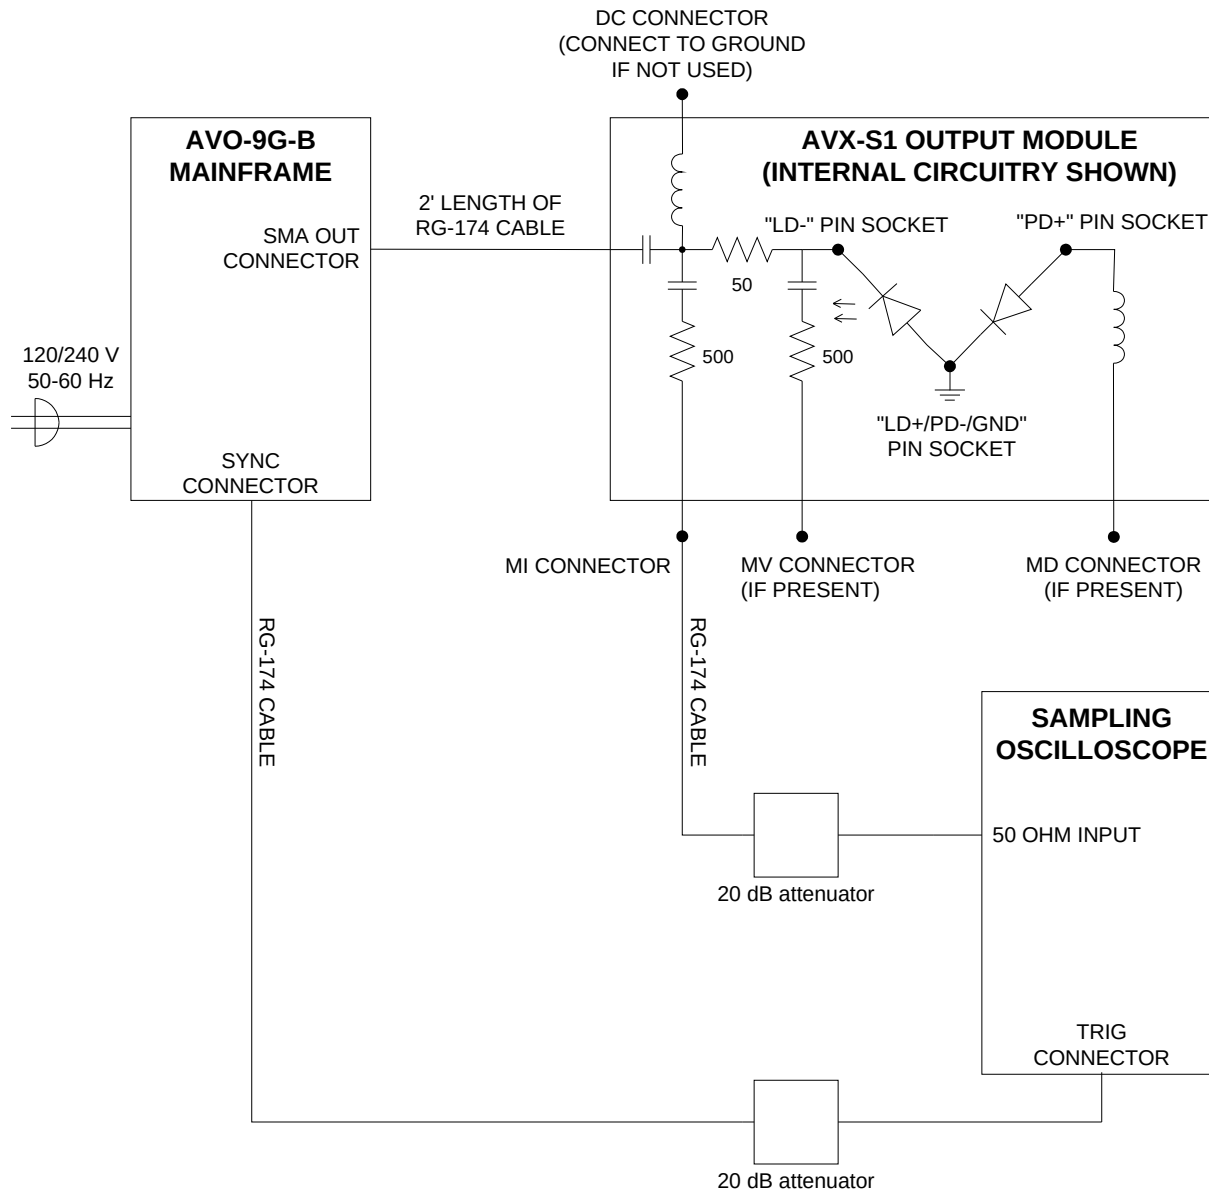 DC CONNECTOR
(CONNECT TO GROUND
IF NOT USED)
AVO-9G-B
MAINFRAME
AVX-S1 OUTPUT MODULE
(INTERNAL CIRCUITRY SHOWN)
2' LENGTH OF
RG-174 CABLE
SMA OUT
CONNECTOR
"LD-" PIN SOCKET
"PD+" PIN SOCKET
50
500
500
120/240 V
50-60 Hz
"LD+/PD-/GND"
PIN SOCKET
SYNC
CONNECTOR
MI CONNECTOR
MV CONNECTOR
(IF PRESENT)
MD CONNECTOR
(IF PRESENT)
RG-174 CABLE
RG-174 CABLE
SAMPLING
OSCILLOSCOPE
50 OHM INPUT
20 dB attenuator
TRIG
CONNECTOR
20 dB attenuator